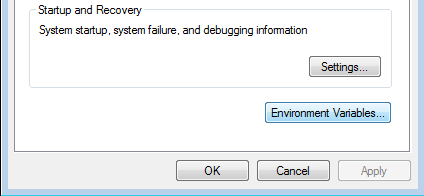 Startup and Recovery
System startup, system failure, and debugging information
Settings...
Environment Variables...
OK
Cancel
Apply